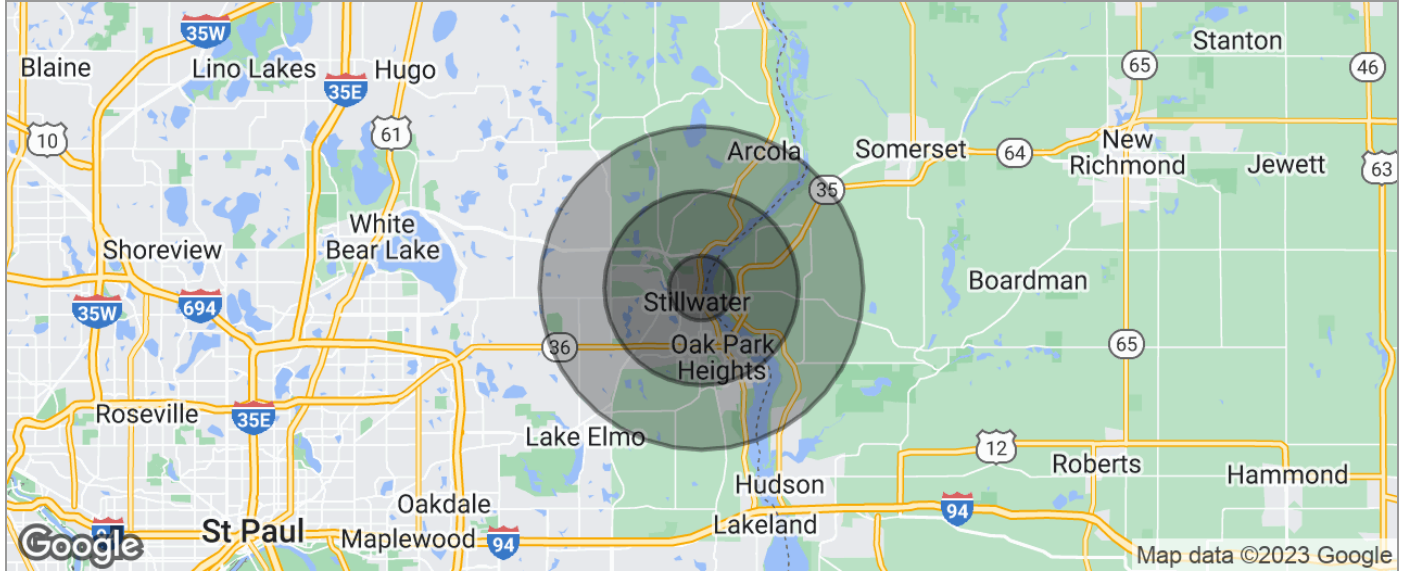 35W
Stanton
Blaine
Lino Lakes
Hugo
65
46
35E
10
61
Arcola
Somerset
64
New
Richmond
Jewett
63
35
White
Bear Lake
Shoreview
Boardman
694
35W
Stillwater
36
Oak Park
Heights
65
Roseville
35E
Lake Elmo
12
Roberts
Hammond
Hudson
Oakdale
94
Lakeland
St Paul
Maplewood
94
Google
Map data ©2023 Google